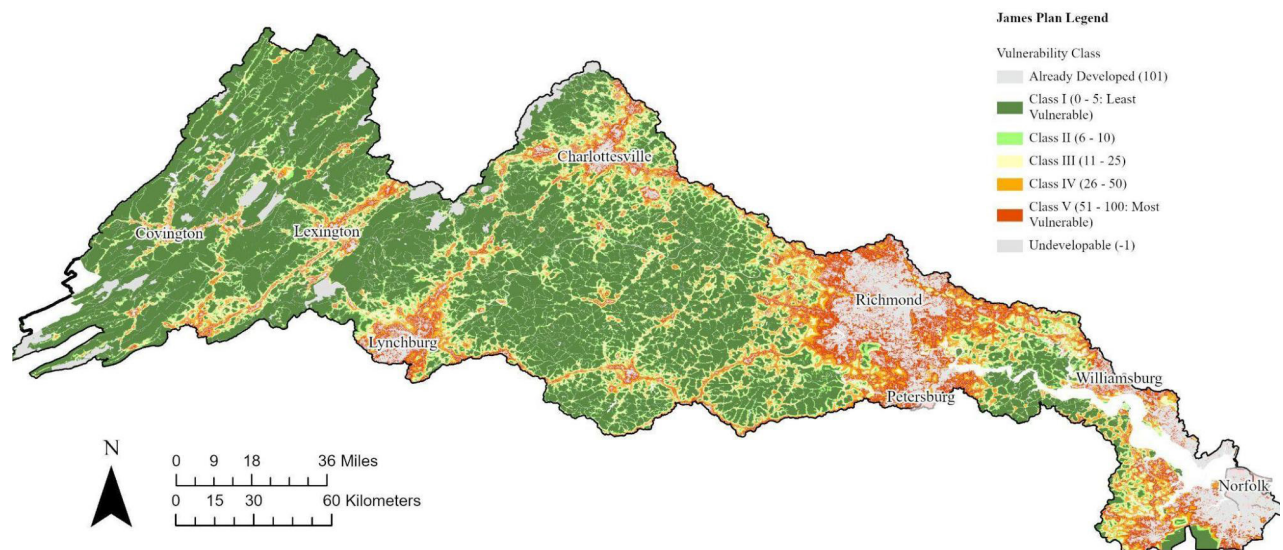 James Plan Legend
Vulnerability Class
Already Developed (101)
Class I (0 - 5: Least
Vulnerable)
Class II (6 - 10)
Class III (11 - 25)
Class IV (26 - 50)
Class V (51 - 100: Most
Vulnerable)
Undevelopable (-1)
Charlottesville
Covington
Lexington
Richmond
Lynchburg
Williamsburg
Petersburg
Norfolk
N
0 9 18 36 Miles
0 15 30 60 Kilometers